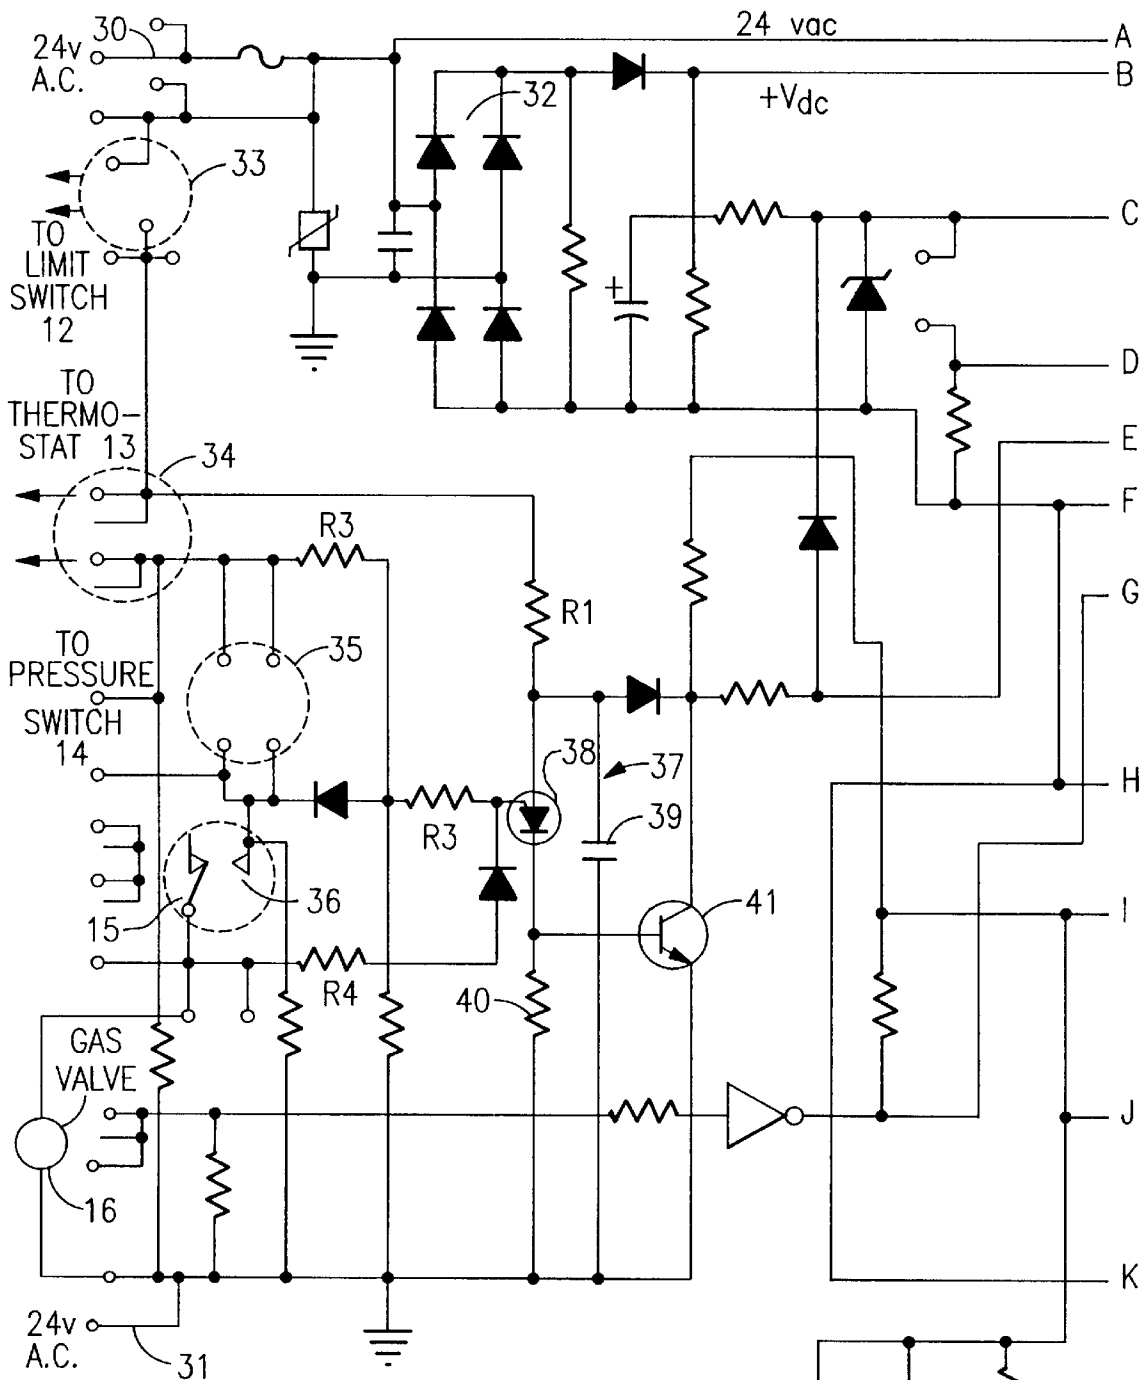 24 vac
A
30
24v
A.C.
B
32
+Vdc
33
C
TO
LIMIT
SWITCH
12
+
D
TO
THERMO-
STAT 13
34
E
F
R3
G
R1
TO
PRESSURE
SWITCH
14
35
38
37
H
R3
39
36
15
41
I
R4
40
GAS
VALVE
J
16
K
24v
A.C.
31